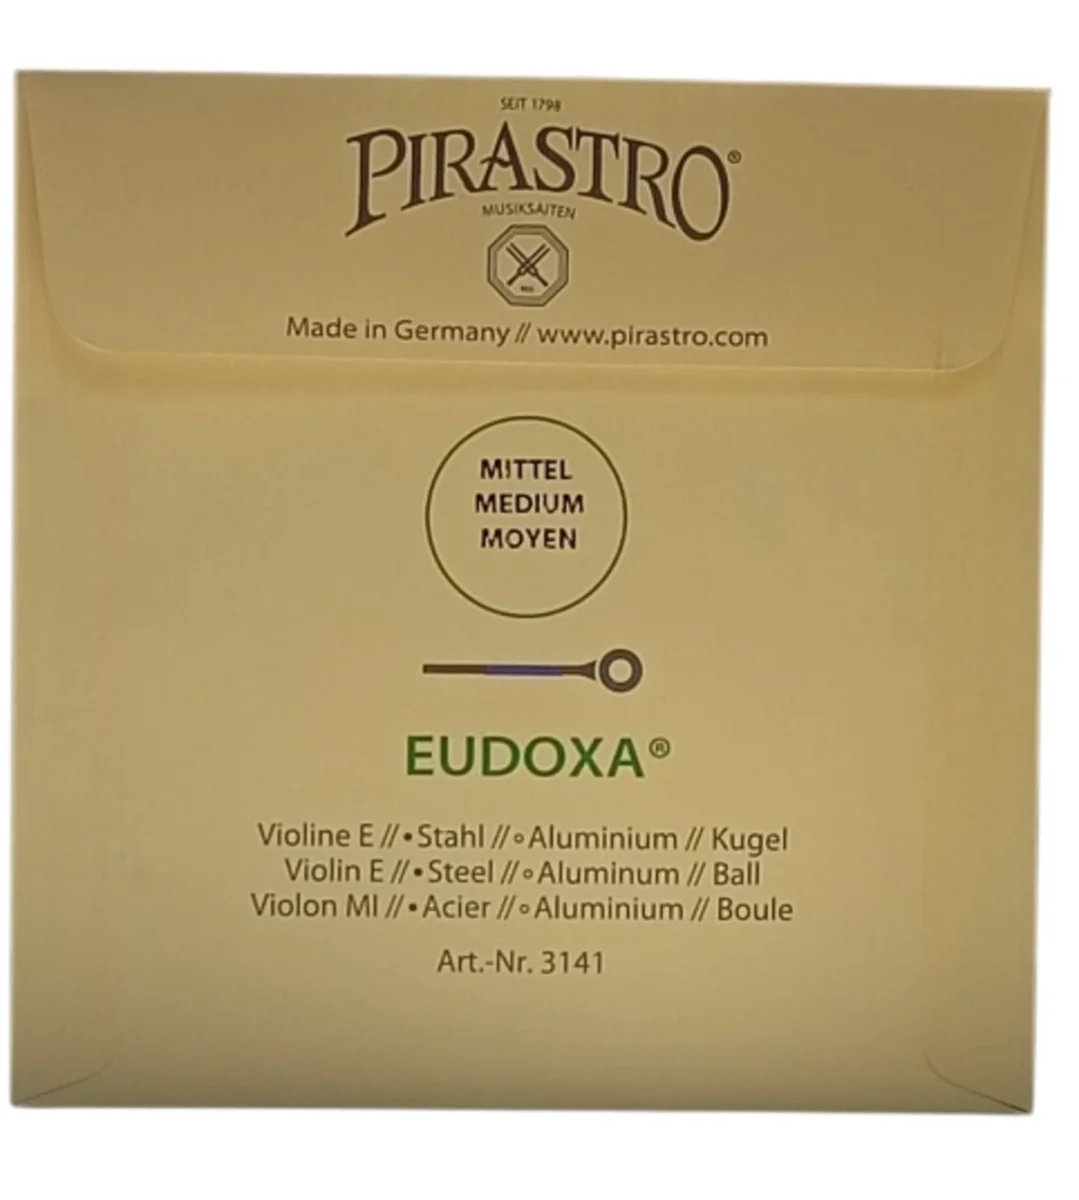 SEIT 1798
PIRASTRO®
MUSIKSAITEN
Made in Germany // www.pirastro.com
MITTEL
MEDIUM
MOYEN
EUDOXA®
Violine E // • Stahl // ∘ Aluminium // Kugel
Violin E // • Steel // ∘ Aluminum // Ball
Violon MI // • Acier // ∘ Aluminium // Boule
Art.-Nr. 3141